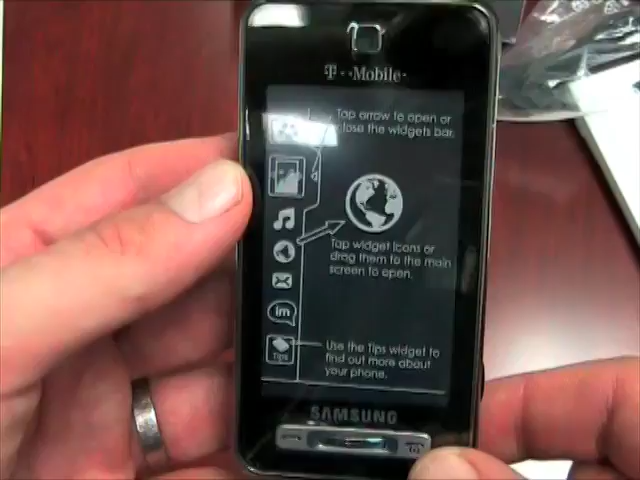 T-Mobile
Tap arrow to open or
close the widgets bar.
Tap widget icons or
drag them to the main
screen to open.
im
Use the Tips widget to
find out more about
your phone.
Tips
SAMSUNG